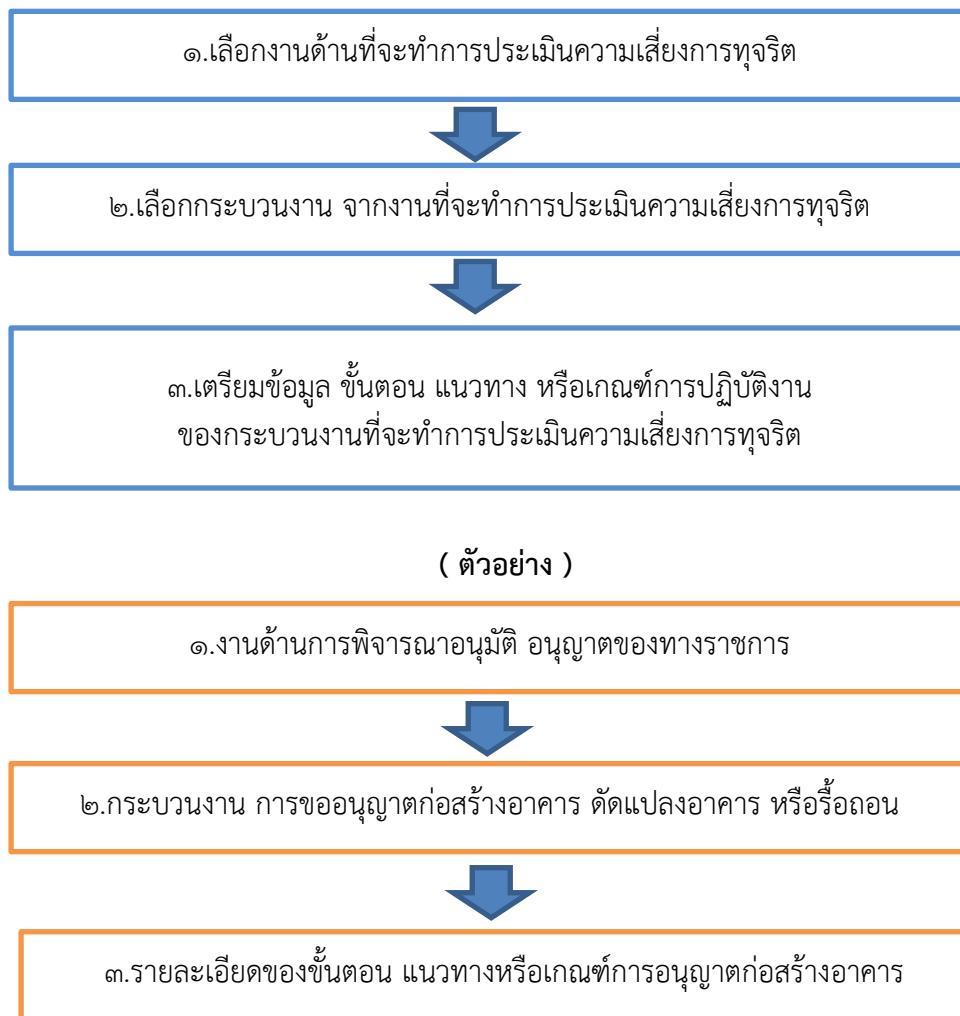 ๑.เลือกงานด้านที่จะทำการประเมินความเสี่ยงการทุจริต
๒.เลือกกระบวนงาน จากงานที่จะทำการประเมินความเสี่ยงการทุจริต
๓.เตรียมข้อมูล ขั้นตอน แนวทาง หรือเกณฑ์การปฏิบัติงาน
ของกระบวนงานที่จะทำการประเมินความเสี่ยงการทุจริต
( ตัวอย่าง )
๑.งานด้านการพิจารณาอนุมัติ อนุญาตของทางราชการ
๒.กระบวนงาน การขออนุญาตก่อสร้างอาคาร ดัดแปลงอาคาร หรือรื้อถอน
๓.รายละเอียดของขั้นตอน แนวทางหรือเกณฑ์การอนุญาตก่อสร้างอาคาร